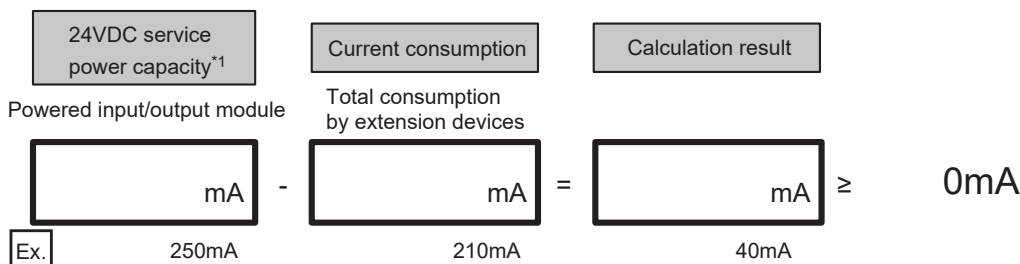 24VDC service
power capacity*1
Current consumption
Calculation result
Powered input/output module
Total consumption
by extension devices
mA - mA = mA ≥ 0mA
Ex. 250mA 210mA 40mA